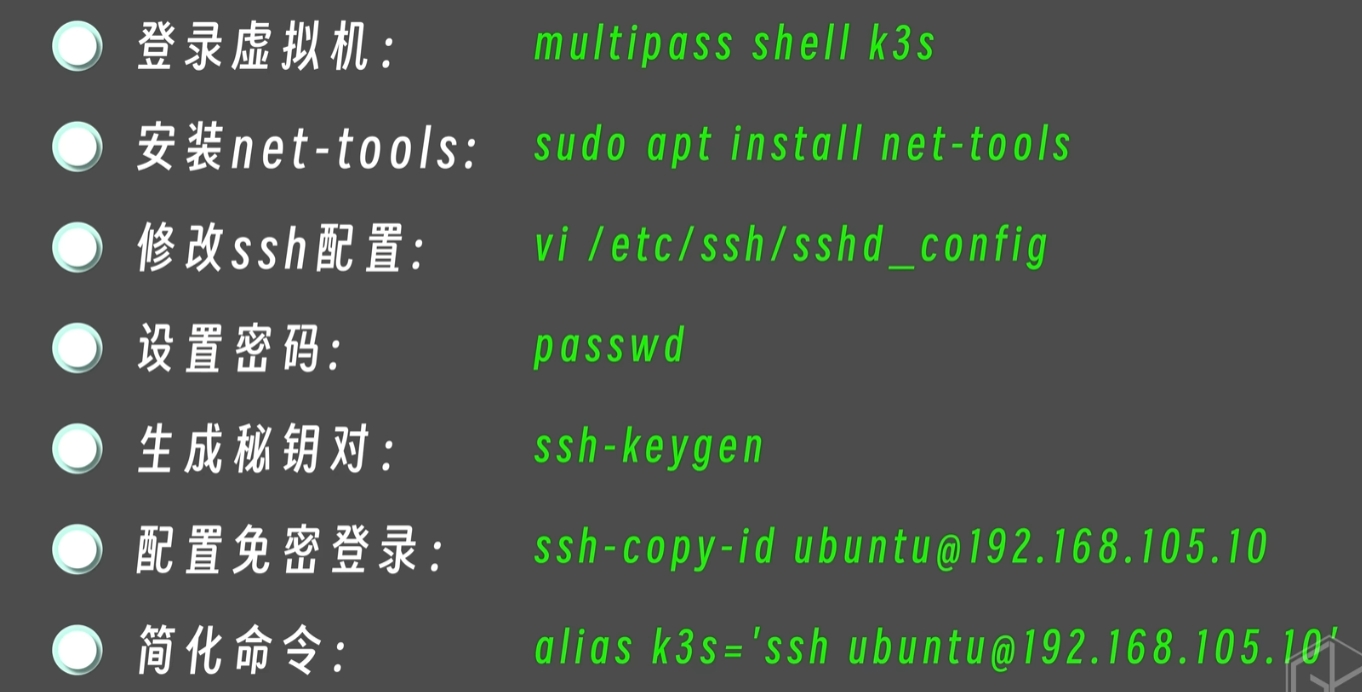 登录虚拟机: multipass shell k3s
安装net-tools: sudo apt install net-tools
修改ssh配置: vi /etc/ssh/sshd_config
设置密码: passwd
生成秘钥对: ssh-keygen
配置免密登录: ssh-copy-id ubuntu@192.168.105.10
简化命令: alias k3s='ssh ubuntu@192.168.105.10'